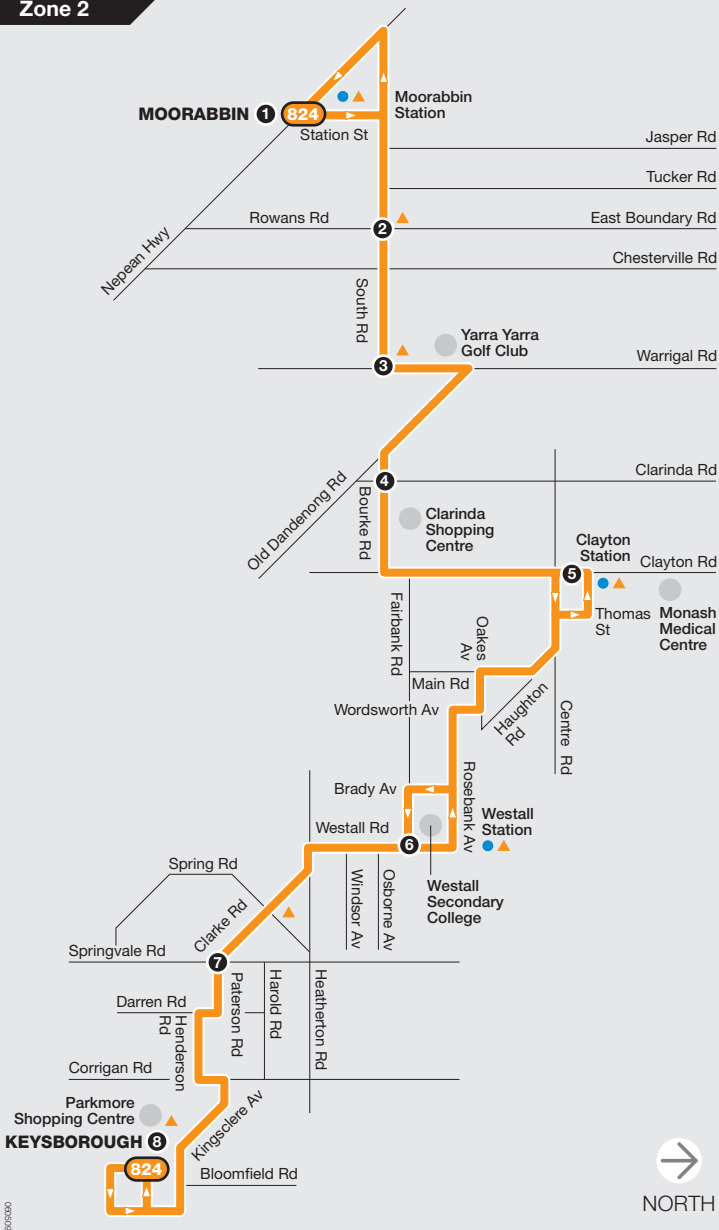 Zone 2
MOORABBIN 1 824
Moorabbin
Station
Station St
Jasper Rd
Tucker Rd
Rowans Rd
2
East Boundary Rd
Chesterville Rd
Nepean Hwy
South Rd
Yarra Yarra
Golf Club
3
Warrigal Rd
Old Dandenong Rd
4
Clarinda Rd
Bourke Rd
Clarinda
Shopping
Centre
Clayton
Station
5
Clayton Rd
Thomas
St
Monash
Medical
Centre
Fairbank Rd
Oakes
Av
Main Rd
Haughton
Rd
Centre Rd
Wordsworth Av
Rosebank Av
Brady Av
Westall Rd
6
Westall
Station
Westall
Secondary
College
Windsor Av
Osborne Av
Spring Rd
Clarke Rd
Springvale Rd
7
Paterson Rd
Harold Rd
Heatherton Rd
Darren Rd
Henderson
Rd
Corrigan Rd
Kingsclere Av
Parkmore
Shopping Centre
KEYSBOROUGH 8
824
Bloomfield Rd
NORTH